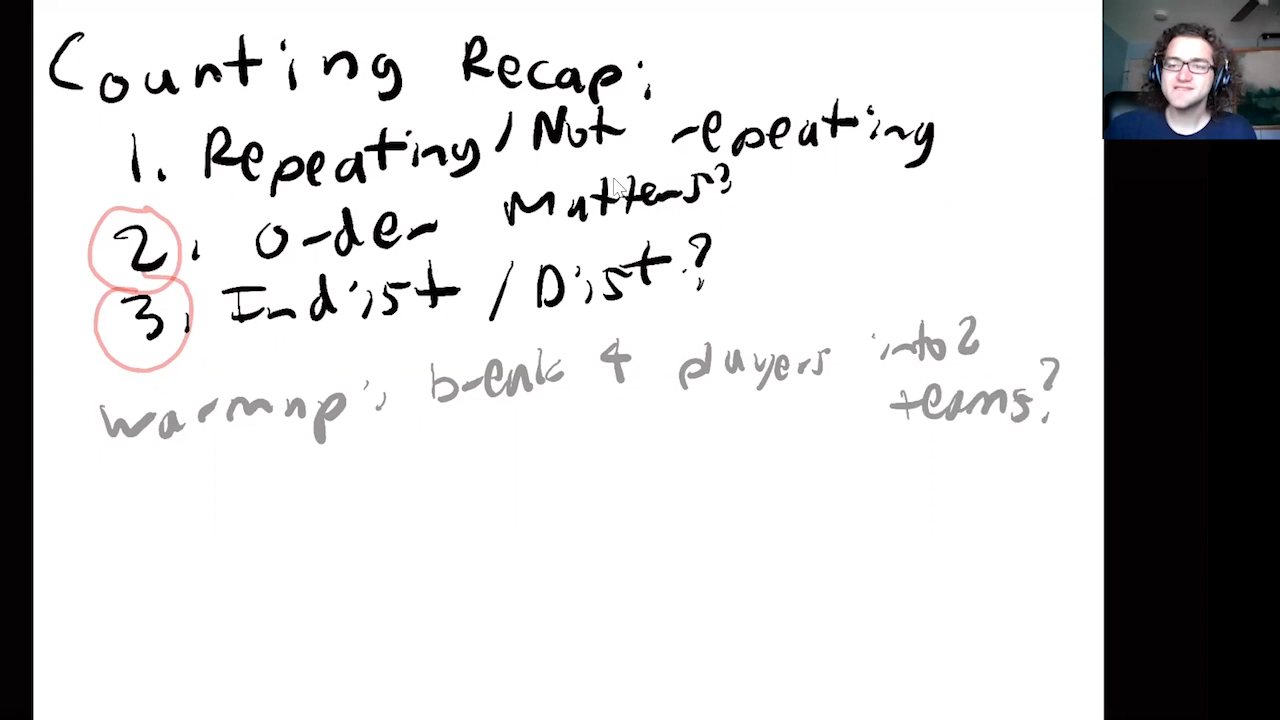 Counting Recap:
1. Repeating / Not repeating
2. Order Matters?
3. Indist / Dist?
warmup: break 4 players into 2
teams?